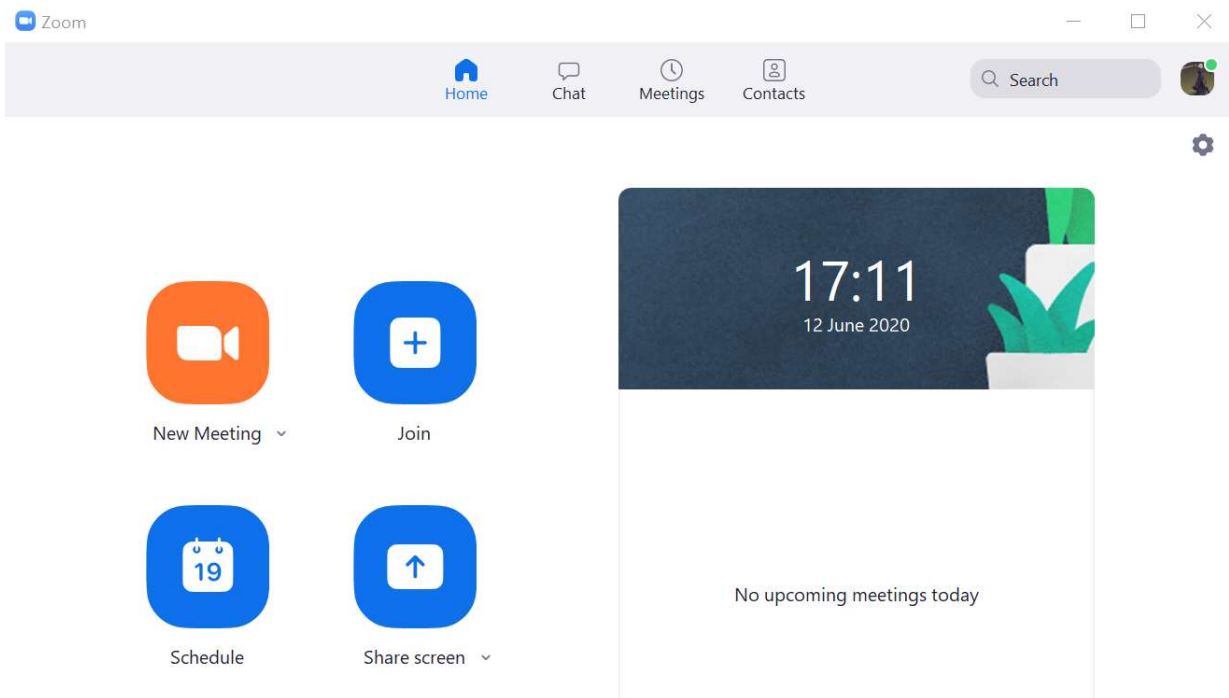 Zoom
Home
Chat
Meetings
Contacts
Search
17:11
12 June 2020
New Meeting
Join
19
Schedule
Share screen
No upcoming meetings today